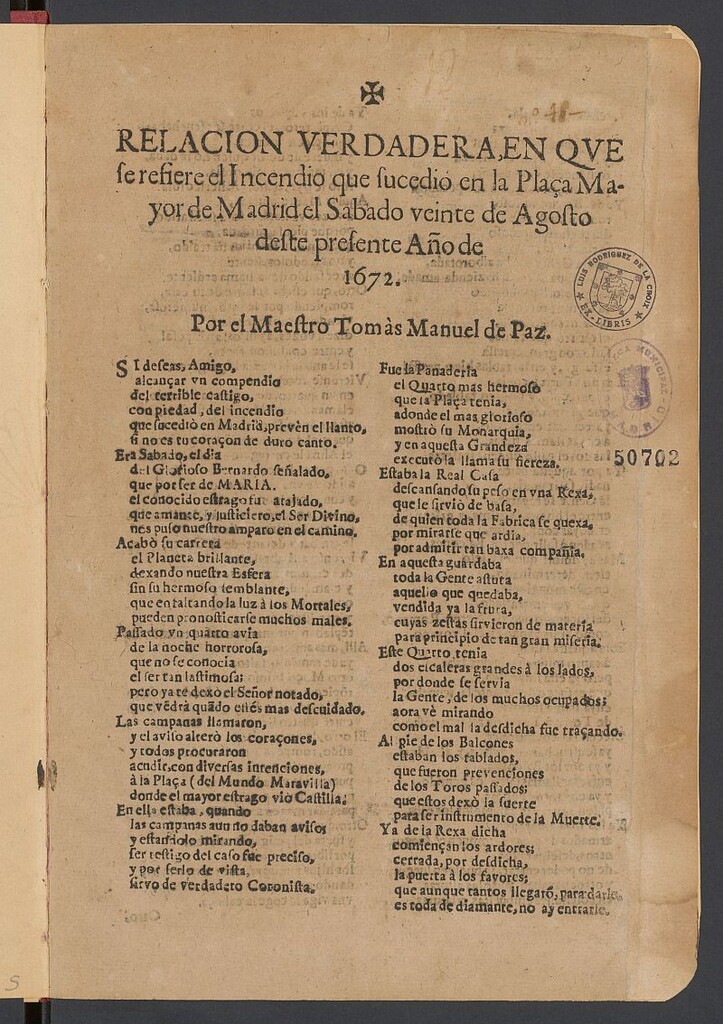 ✠
RELACION VERDADERA, EN QVE
se refiere el Incendio que sucediò en la Plaça Ma-
yor de Madrid el Sabado veinte de Agosto
deste presente Año de
1672.
Por el Maestro Tomàs Manuel de Paz.
SI deseas, Amigo,
alcançar vn compendio
del terrible castigo,
con piedad, del incendio
que sucediò en Madrid, prevèn el llanto,
si no es tu coraçon de duro canto.
Era Sabado, el dia
del Glorioso Bernardo señalado,
que por ser de MARIA.
el conocido estrago fue atajado,
que amante, y justiciero, el Ser Divino,
nos puso nuestro amparo en el camino.
Acabò su carrera
el Planeta brillante,
dexando nuestra Esfera
sin su hermoso semblante,
que en faltando la luz à los Mortales,
pueden pronosticarse muchos males.
Passado vn quarto avia
de la noche horrorosa,
que no se conocia
el ser tan lastimosa;
pero ya te dexò el Señor notado,
que vedrà quãdo estès mas descuidado.
Las campanas llamaron,
y el aviso alterò los coraçones,
y todos procuraron
acudir, con diversas intenciones,
à la Plaça (del Mundo Maravilla)
donde el mayor estrago viò Castilla;
En ella estaba, quando
las campanas aun no daban avisos
y estandolo mirando,
ser testigo del caso fue preciso,
y por serlo de vista,
sirvo de verdadero Coronista.
Fue la Panaderia
el Quarto mas hermoso
que la Plaça tenia,
adonde el mas glorioso
mostrò su Monarquia,
y en aquesta Grandeza
executò la llama su fiereza.
Estaba la Real Casa
descansando su peso en vna Rexa,
que le sirviò de basa,
de quien toda la Fabrica se quexa,
por mirarse que ardia,
por admitir tan baxa compañia.
En aquesta guardaba
toda la Gente astuta
aquello que quedaba,
vendida ya la fruta,
cuyas zestas sirvieron de materia
para principio de tan gran miseria.
Este Quarto tenia
dos escaleras grandes à los lados,
por donde se servia
la Gente, de los muchos ocupados;
aora vè mirando
como el mal la desdicha fue traçando.
Al pie de los Balcones
estaban los tablados,
que fueron prevenciones
de los Toros passados;
que estos dexò la suerte
para ser instrumento de la Muerte.
Ya de la Rexa dicha
comiençan los ardores;
cerrada, por desdicha,
la puerta à los favores;
que aunque tantos llegarõ, para darle
es toda de diamante, no ay entrarle.
LUIS RODRIGUEZ DE LA CROIX
EX-LIBRIS
MUNICIPAL
50702